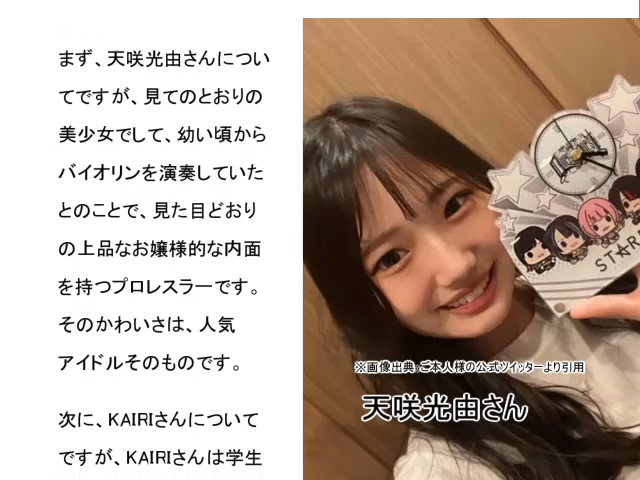 まず、天咲光由さんについ
てですが、見てのとおりの
美少女でして、幼い頃から
バイオリンを演奏していた
とのことで、見た目どおり
の上品なお嬢様的な内面
を持つプロレスラーです。
そのかわいさは、人気
アイドルそのものです。
次に、KAIRIさんについて
ですが、KAIRIさんは学生
※画像出典:ご本人様の公式ツイッターより引用
天咲光由さん